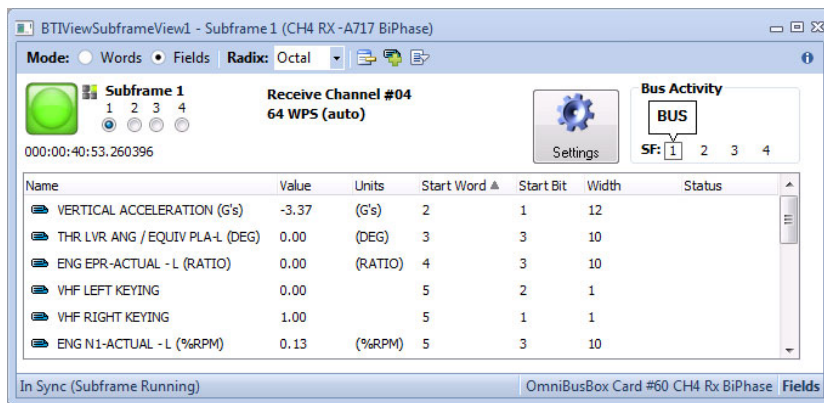 BTIViewSubframeView1 - Subframe 1 (CH4 RX -A717 BiPhase)
Mode: Words Fields Radix: Octal
Subframe 1
1 2 3 4
Receive Channel #04
64 WPS (auto)
000:00:40:53.260396
Settings
Bus Activity
BUS
SF: 1 2 3 4
Name Value Units Start Word Start Bit Width Status
VERTICAL ACCELERATION (G's) -3.37 (G's) 2 1 12
THR LVR ANG / EQUIV PLA-L (DEG) 0.00 (DEG) 3 3 10
ENG EPR-ACTUAL - L (RATIO) 0.00 (RATIO) 4 3 10
VHF LEFT KEYING 0.00 5 2 1
VHF RIGHT KEYING 1.00 5 1 1
ENG N1-ACTUAL - L (%RPM) 0.13 (%RPM) 5 3 10
In Sync (Subframe Running) OmniBusBox Card #60 CH4 Rx BiPhase Fields